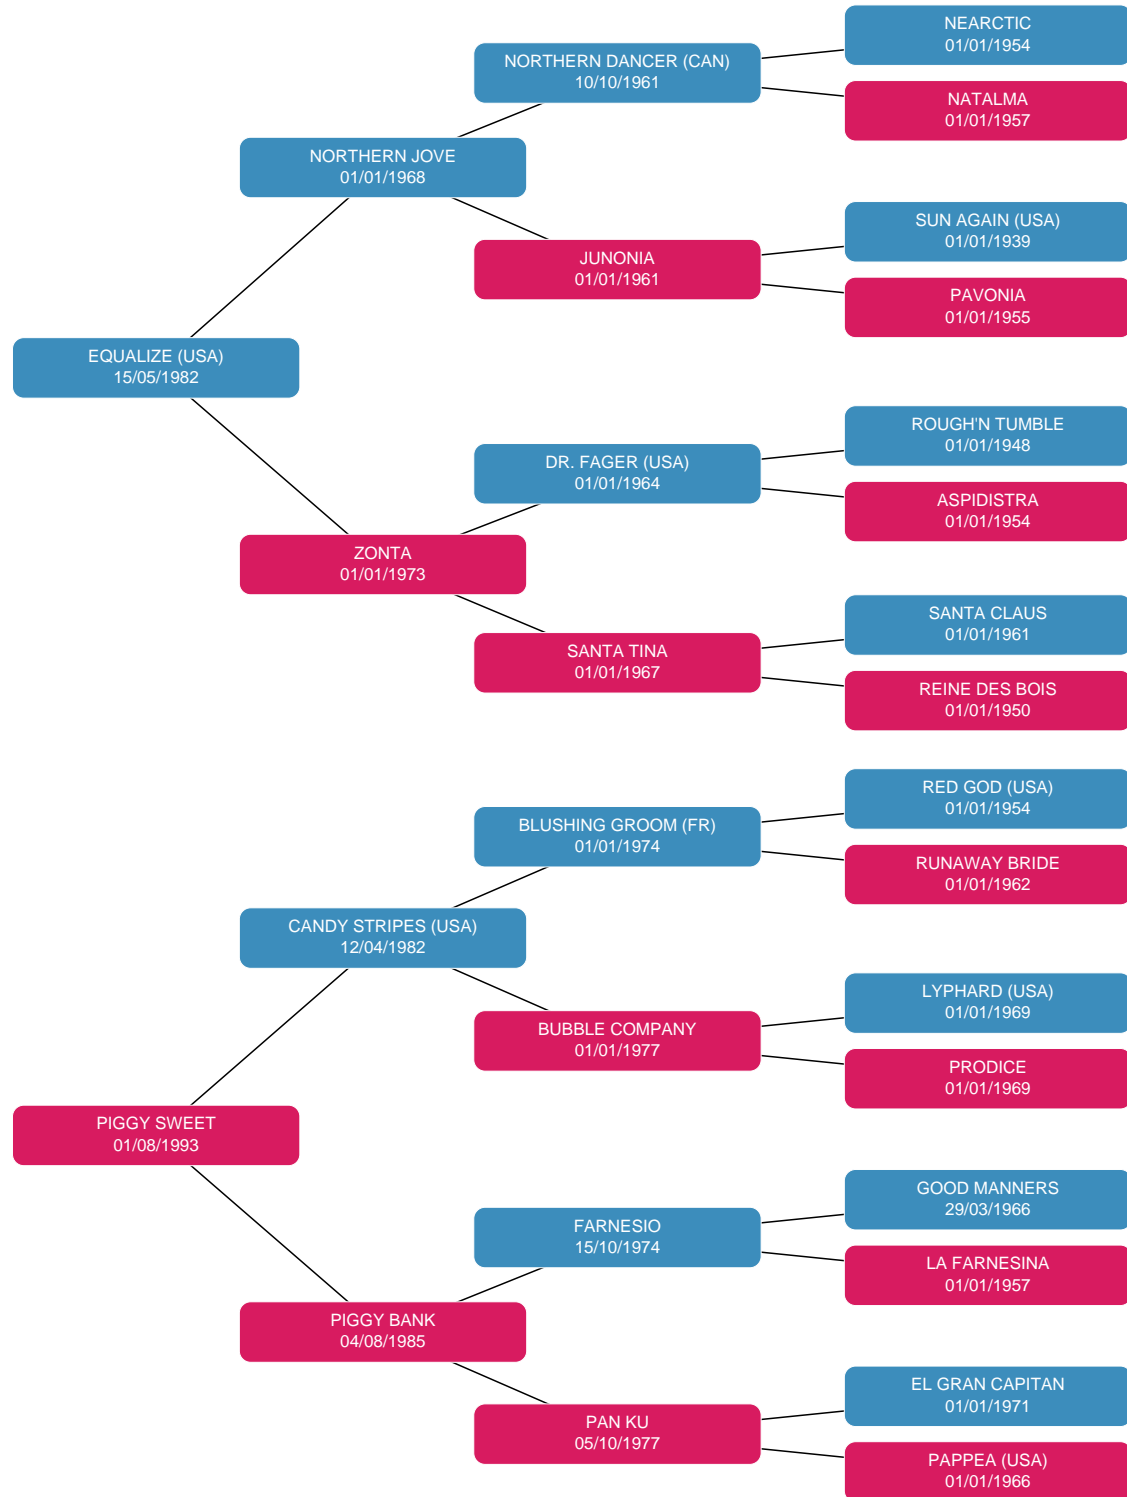 NEARCTIC
01/01/1954
NORTHERN DANCER (CAN)
10/10/1961
NATALMA
01/01/1957
NORTHERN JOVE
01/01/1968
SUN AGAIN (USA)
01/01/1939
JUNONIA
01/01/1961
PAVONIA
01/01/1955
EQUALIZE (USA)
15/05/1982
ROUGH'N TUMBLE
01/01/1948
DR. FAGER (USA)
01/01/1964
ASPIDISTRA
01/01/1954
ZONTA
01/01/1973
SANTA CLAUS
01/01/1961
SANTA TINA
01/01/1967
REINE DES BOIS
01/01/1950
RED GOD (USA)
01/01/1954
BLUSHING GROOM (FR)
01/01/1974
RUNAWAY BRIDE
01/01/1962
CANDY STRIPES (USA)
12/04/1982
LYPHARD (USA)
01/01/1969
BUBBLE COMPANY
01/01/1977
PRODICE
01/01/1969
PIGGY SWEET
01/08/1993
GOOD MANNERS
29/03/1966
FARNESIO
15/10/1974
LA FARNESINA
01/01/1957
PIGGY BANK
04/08/1985
EL GRAN CAPITAN
01/01/1971
PAN KU
05/10/1977
PAPPEA (USA)
01/01/1966